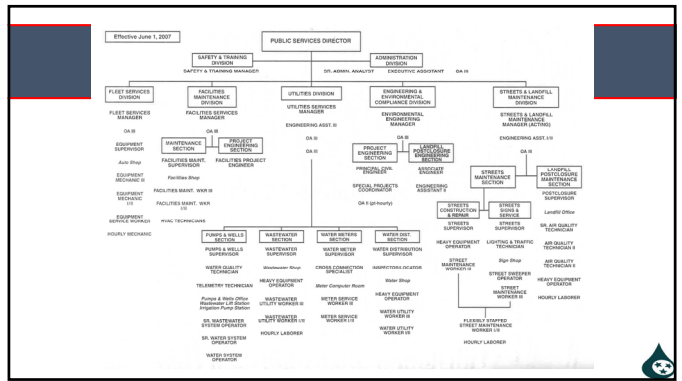 Effective June 1, 2007
PUBLIC SERVICES DIRECTOR
SAFETY & TRAINING
DIVISION
SAFETY & TRAINING MANAGER
ADMINISTRATION
DIVISION
SR. ADMIN. ANALYST EXECUTIVE ASSISTANT OA III
FLEET SERVICES
DIVISION
FLEET SERVICES
MANAGER
OA III
EQUIPMENT
SUPERVISOR
Auto Shop
EQUIPMENT
MECHANIC III
EQUIPMENT
MECHANIC
I/II
EQUIPMENT
SERVICE WORKER
HOURLY MECHANIC
FACILITIES
MAINTENANCE
DIVISION
FACILITIES SERVICES
MANAGER
OA III
MAINTENANCE
SECTION
FACILITIES MAINT.
SUPERVISOR
Facilities Shop
FACILITIES MAINT. WKR III
FACILITIES MAINT. WKR
I/II
HVAC TECHNICIANS
PROJECT
ENGINEERING
SECTION
FACILITIES PROJECT
ENGINEER
UTILITIES DIVISION
UTILITIES SERVICES
MANAGER
ENGINEERING ASST. III
OA III
OA III
PUMPS & WELLS
SECTION
PUMPS & WELLS
SUPERVISOR
WATER QUALITY
TECHNICIAN
TELEMETRY TECHNICIAN
Pumps & Wells Office
Wastewater Lift Station
Irrigation Pump Station
SR. WASTEWATER
SYSTEM OPERATOR
SR. WATER SYSTEM
OPERATOR
WATER SYSTEM
OPERATOR
WASTEWATER
SECTION
WASTEWATER
SUPERVISOR
Wastewater Shop
HEAVY EQUIPMENT
OPERATOR
WASTEWATER
UTILITY WORKER III
WASTEWATER
UTILITY WORKER I/II
HOURLY LABORER
WATER METERS
SECTION
WATER METER
SUPERVISOR
CROSS CONNECTION
SPECIALIST
Meter Computer Room
METER SERVICE
WORKER III
METER SERVICE
WORKER I/II
WATER DIST.
SECTION
WATER DISTRIBUTION
SUPERVISOR
INSPECTOR/LOCATOR
Water Shop
HEAVY EQUIPMENT
OPERATOR
WATER UTILITY
WORKER III
WATER UTILITY
WORKER I/II
ENGINEERING &
ENVIRONMENTAL
COMPLIANCE DIVISION
ENVIRONMENTAL
ENGINEERING
MANAGER
OA III
PROJECT
ENGINEERING
SECTION
PRINCIPAL CIVIL
ENGINEER
SPECIAL PROJECTS
COORDINATOR
OA II (pt-hourly)
LANDFILL
POSTCLOSURE
ENGINEERING
SECTION
ASSOCIATE
ENGINEER
ENGINEERING
ASSISTANT II
STREETS & LANDFILL
MAINTENANCE
DIVISION
STREETS & LANDFILL
MAINTENANCE
MANAGER (ACTING)
ENGINEERING ASST. I/II
OA III
STREETS
MAINTENANCE
SECTION
STREETS
CONSTRUCTION
& REPAIR
STREETS
SUPERVISOR
HEAVY EQUIPMENT
OPERATOR
STREET
MAINTENANCE
WORKER III
STREETS
SIGNS &
SERVICE
STREETS
SUPERVISOR
LIGHTING & TRAFFIC
TECHNICIAN
Sign Shop
STREET SWEEPER
OPERATOR
STREET
MAINTENANCE
WORKER III
FLEXIBLY STAFFED
STREET MAINTENANCE
WORKER I/II
HOURLY LABORER
LANDFILL
POSTCLOSURE
MAINTENANCE
SECTION
POSTCLOSURE
SUPERVISOR
Landfill Office
SR. AIR QUALITY
TECHNICIAN
AIR QUALITY
TECHNICIAN II
AIR QUALITY
TECHNICIAN II
HEAVY EQUIPMENT
OPERATOR
HOURLY LABORER